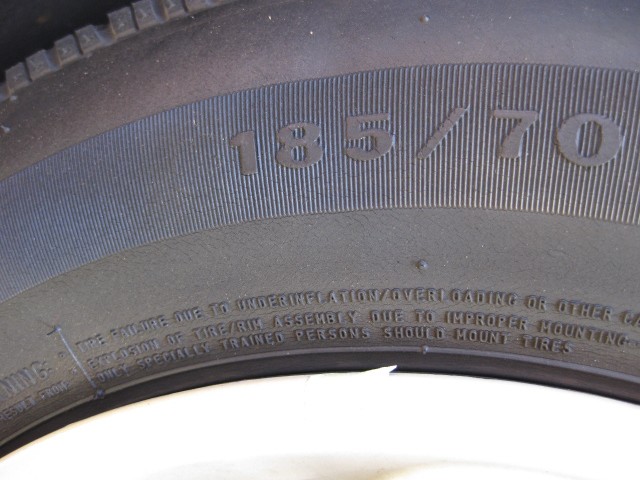 185/70
TIRE FAILURE DUE TO UNDERINFLATION/OVERLOADING OR OTHER
EXPLOSION OF TIRE/RIM ASSEMBLY DUE TO IMPROPER MOUNTING
ONLY SPECIALLY TRAINED PERSONS SHOULD MOUNT TIRES